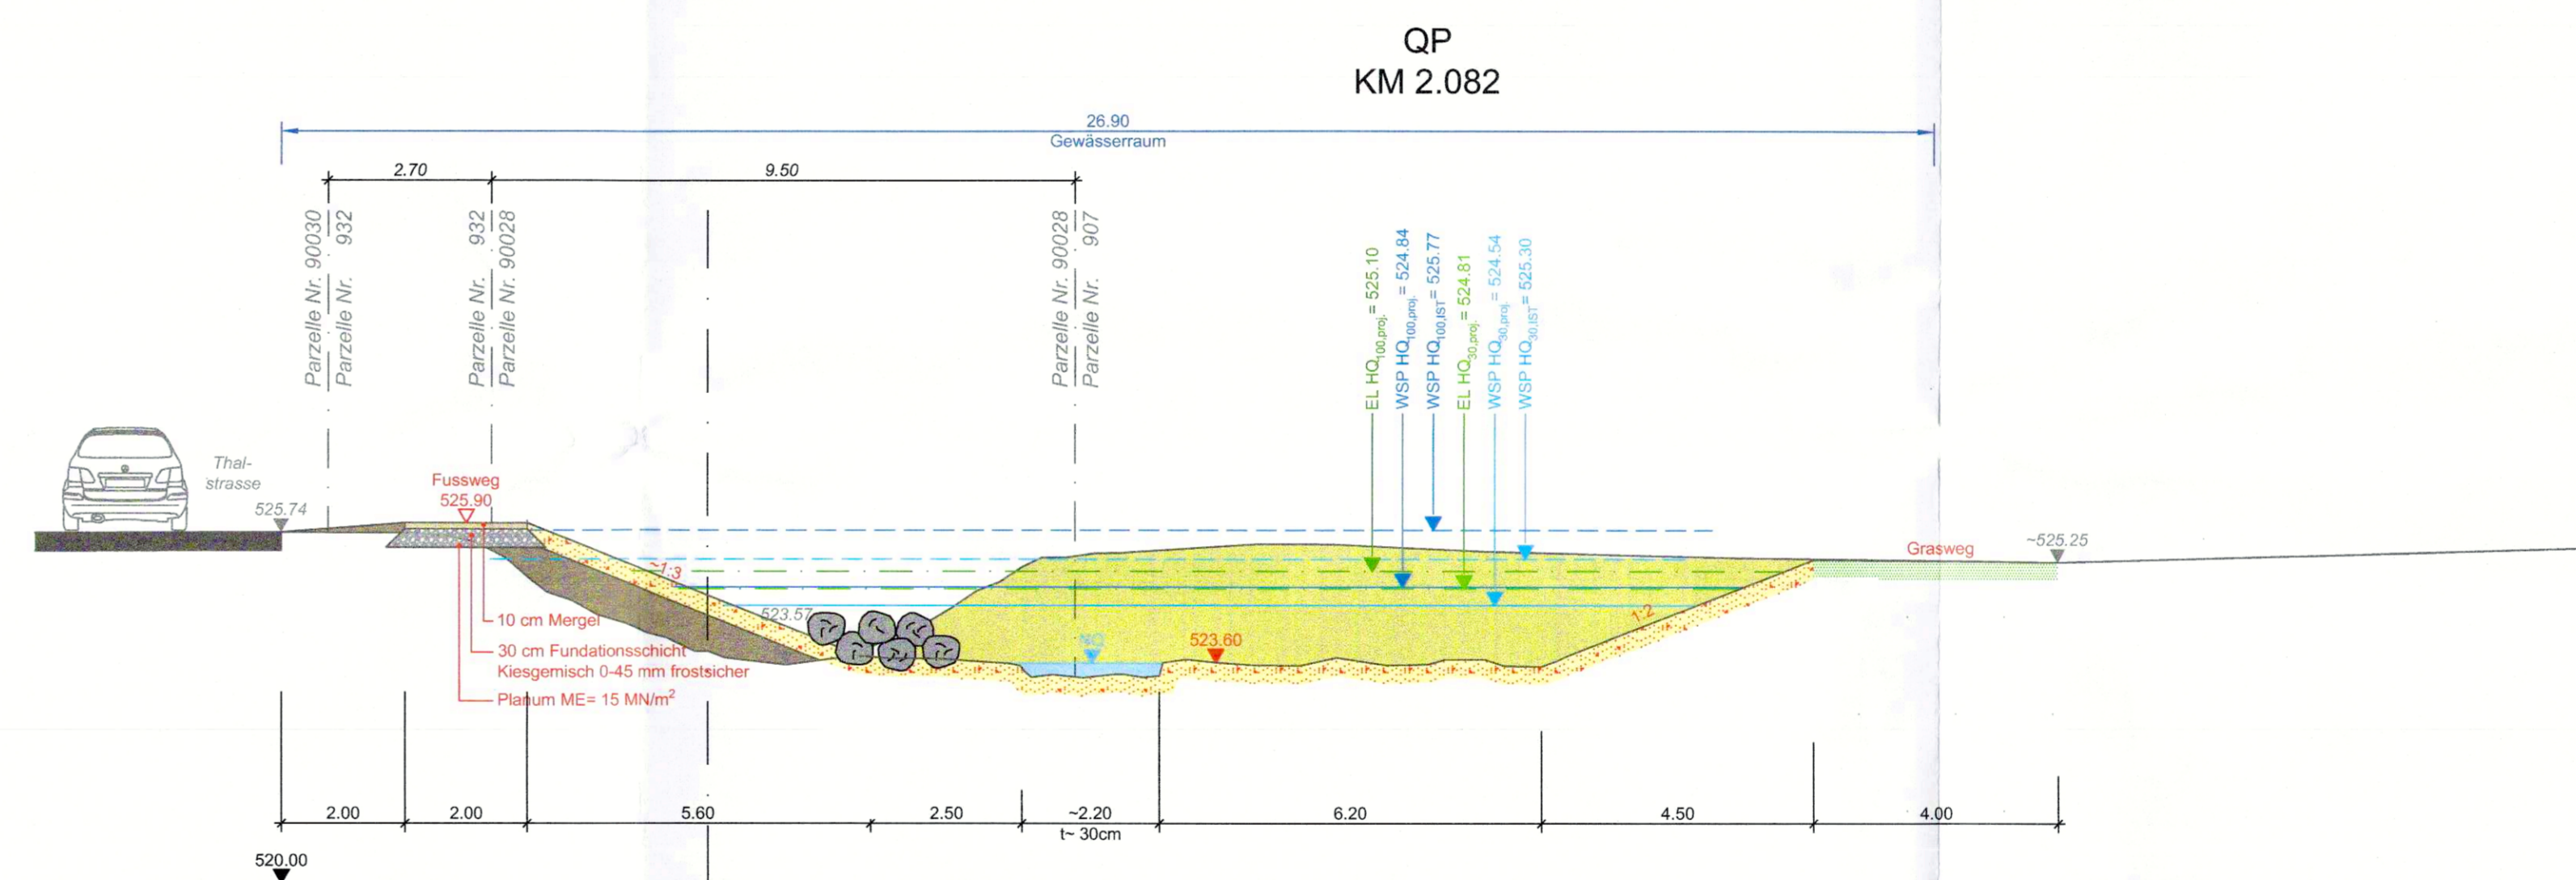 QP
KM 2.082
26.90
Gewässerraum
2.70
9.50
Parzelle Nr. 90030
Parzelle Nr. 932
Parzelle Nr. 932
Parzelle Nr. 90028
Parzelle Nr. 90028
Parzelle Nr. 907
EL HQ100,proj. = 525.10
WSP HQ100,proj. = 524.84
WSP HQ100,IST = 525.77
EL HQ30,proj. = 524.81
WSP HQ30,proj. = 524.54
WSP HQ30,IST = 525.30
Thal-
strasse
525.74
Fussweg
525.90
Grasweg
~525.25
~1:3
523.57
1:2
NQ
523.60
10 cm Mergel
30 cm Fundationsschicht
Kiesgemisch 0-45 mm frostsicher
Planum ME= 15 MN/m²
2.00
2.00
5.60
2.50
~2.20
t~ 30cm
6.20
4.50
4.00
520.00